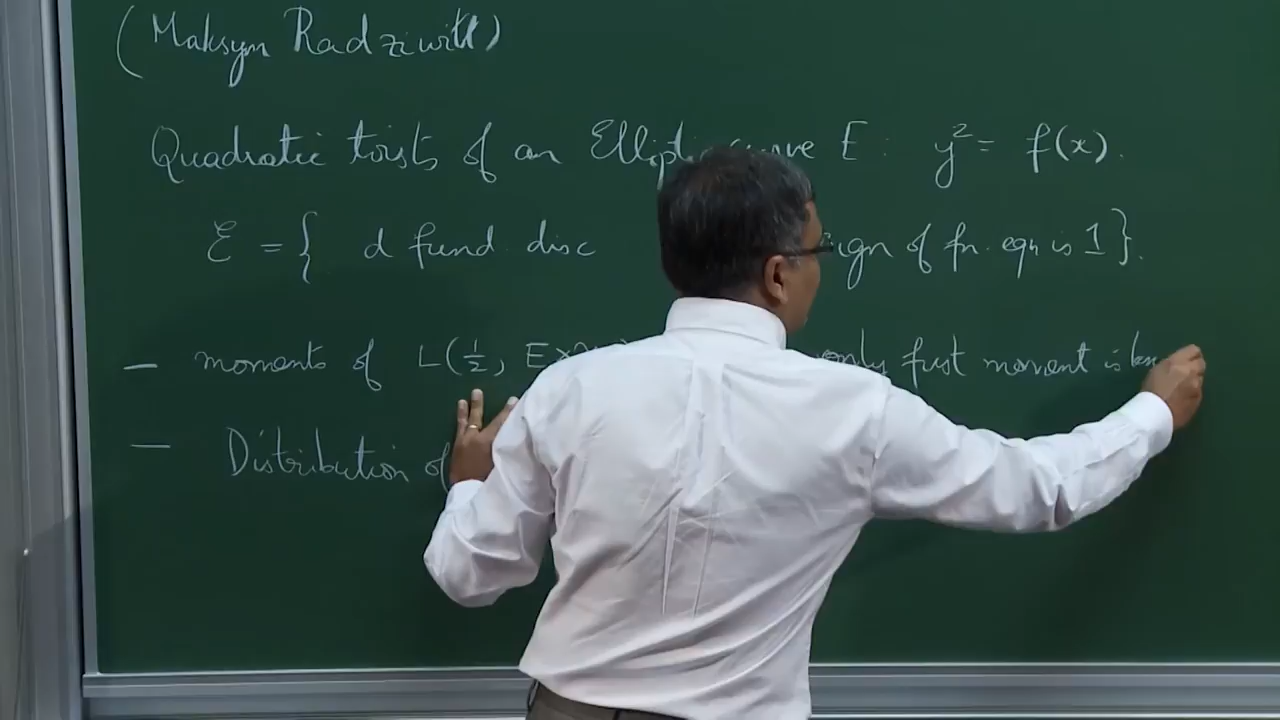 (Maksym Radziwiłł)
Quadratic twists of an Elliptic curve E : y² = f(x).
ℰ = { d fund. disc sign of fn. eqn is 1 }.
— moments of L(½, E× only first moment is
— Distribution of